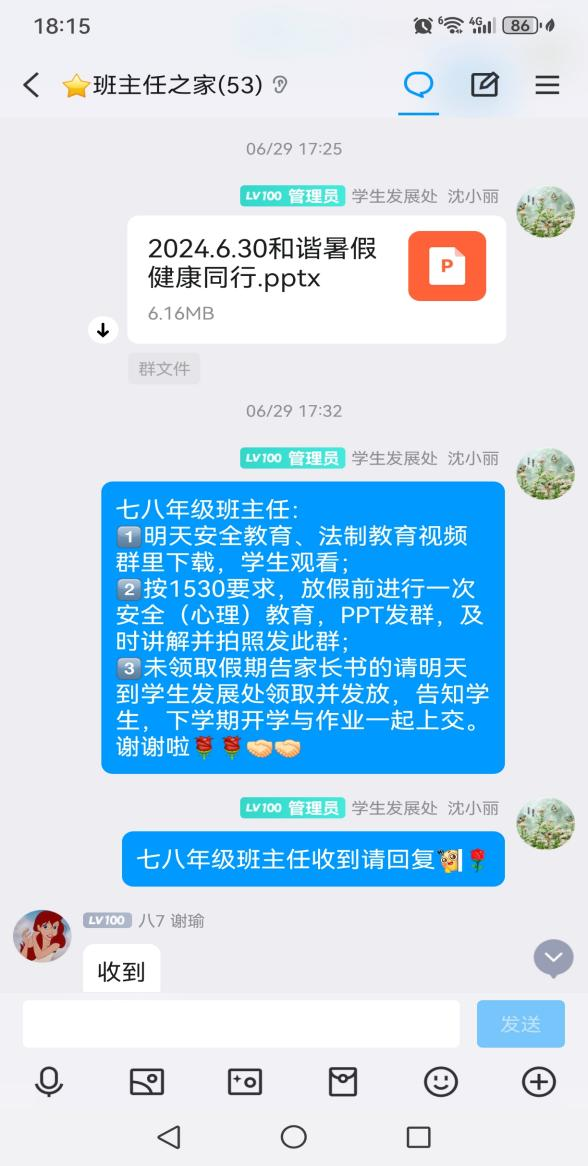 18:15
6 4G 86
班主任之家(53)
06/29 17:25
LV100 管理员 学生发展处 沈小丽
2024.6.30和谐暑假
健康同行.pptx
P
6.16MB
群文件
06/29 17:32
LV100 管理员 学生发展处 沈小丽
七八年级班主任：
1️⃣明天安全教育、法制教育视频
群里下载，学生观看；
2️⃣按1530要求，放假前进行一次
安全（心理）教育，PPT发群，及
时讲解并拍照发此群；
3️⃣未领取假期告家长书的请明天
到学生发展处领取并发放，告知学
生，下学期开学与作业一起上交。
谢谢啦🌹🌹🤝🤝
LV100 管理员 学生发展处 沈小丽
七八年级班主任收到请回复🌹
LV100 八7 谢瑜
收到
发送